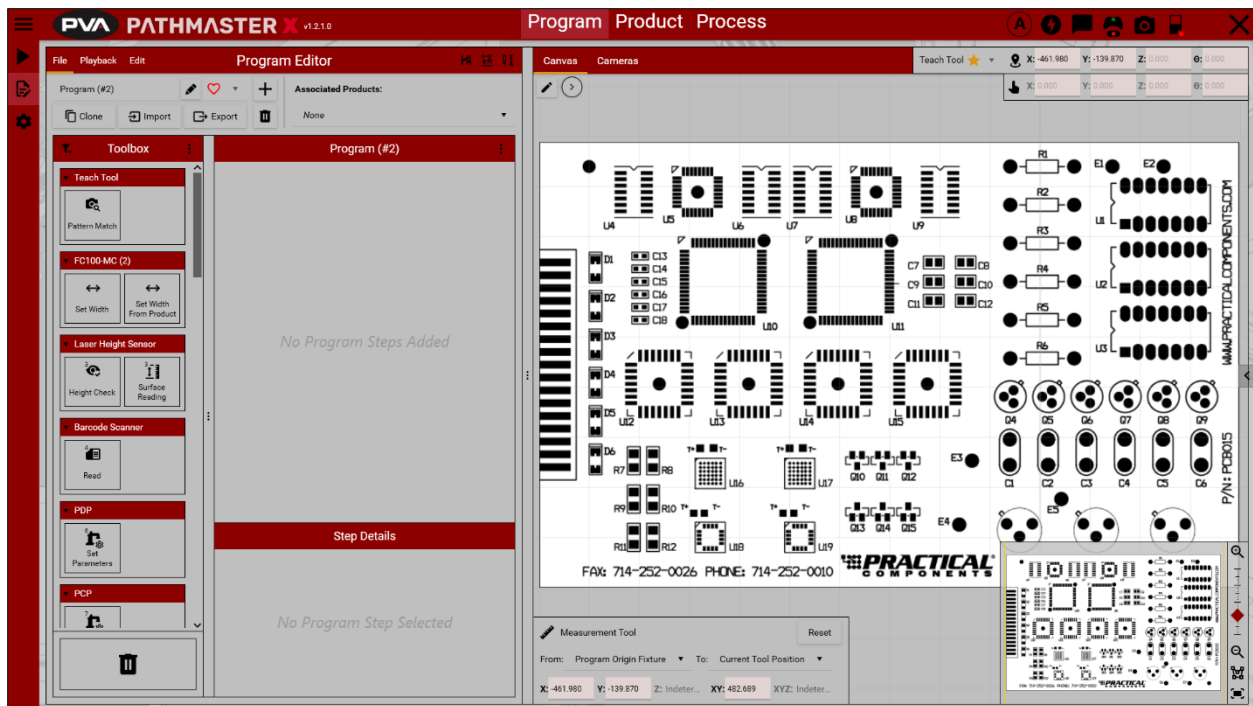 PVA PATHMASTER X v1.2.1.0
Program Product Process
A
File Playback Edit Program Editor
Program (#2)
Associated Products:
None
Clone Import Export
Toolbox
Teach Tool
Pattern Match
FC100-MC (2)
Set Width
Set Width From Product
Laser Height Sensor
Height Check
Surface Reading
Barcode Scanner
Read
PDP
Set Parameters
PCP
Program (#2)
No Program Steps Added
Step Details
No Program Step Selected
Canvas Cameras
Teach Tool
X: -461.980 Y: -139.870 Z: 0.000 θ: 0.000
X: 0.000 Y: 0.000 Z: 0.000 θ: 0.000
U4 U5 U6 U7 U8 U9
R1 E1 E2
R2 U1
R3
R4 U2
R5
R6 U3
WWW.PRACTICALCOMPONENTS.COM
D1 C13
C14
C15
D2 C16
C17
C18
D3
D4
D5
D6
U10 U11
C7 C8
C9 C10
C11 C12
U12 U13 U14 U15
Q4 Q5 Q6 Q7 Q8 Q9
C1 C2 C3 C4 C5 C6
P/N: PCB015
R7 R8 T+ T- U16 T+ T- U17
Q10 Q11 Q12 E3
R9 R10 T+ T- T+ T-
Q13 Q14 Q15 E4 E5
R11 R12 U18 U19
FAX: 714-252-0026 PHONE: 714-252-0010
PRACTICAL
COMPONENTS
Measurement Tool Reset
From: Program Origin Fixture To: Current Tool Position
X: -461.980 Y: -139.870 Z: Indeter... XY: 482.689 XYZ: Indeter...